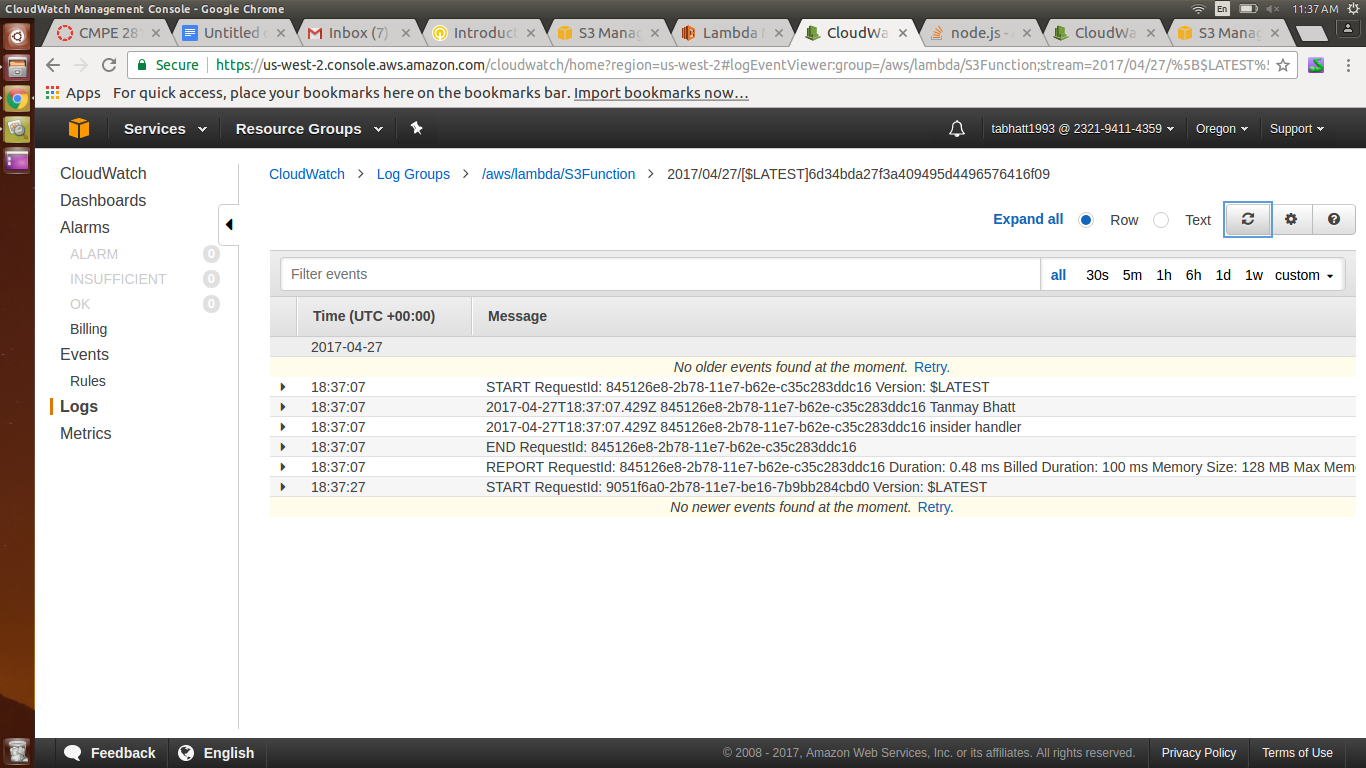 CloudWatch Management Console - Google Chrome
En
11:37 AM
CMPE 28
Untitled
Inbox (7)
Introduct
S3 Mana
Lambda
CloudWa
node.js -
CloudWa
S3 Mana
Secure
https://us-west-2.console.aws.amazon.com/cloudwatch/home?region=us-west-2#logEventViewer:group=/aws/lambda/S3Function;stream=2017/04/27/%5B$LATEST%5
Apps For quick access, place your bookmarks here on the bookmarks bar. Import bookmarks now...
Services Resource Groups tabhatt1993 @ 2321-9411-4359 Oregon Support
CloudWatch
Dashboards
Alarms
ALARM 0
INSUFFICIENT 0
OK 0
Billing
Events
Rules
Logs
Metrics
CloudWatch > Log Groups > /aws/lambda/S3Function > 2017/04/27/[$LATEST]6d34bda27f3a409495d4496576416f09
Expand all Row Text
Filter events all 30s 5m 1h 6h 1d 1w custom
Time (UTC +00:00) Message
2017-04-27
No older events found at the moment. Retry.
18:37:07 START RequestId: 845126e8-2b78-11e7-b62e-c35c283ddc16 Version: $LATEST
18:37:07 2017-04-27T18:37:07.429Z 845126e8-2b78-11e7-b62e-c35c283ddc16 Tanmay Bhatt
18:37:07 2017-04-27T18:37:07.429Z 845126e8-2b78-11e7-b62e-c35c283ddc16 insider handler
18:37:07 END RequestId: 845126e8-2b78-11e7-b62e-c35c283ddc16
18:37:07 REPORT RequestId: 845126e8-2b78-11e7-b62e-c35c283ddc16 Duration: 0.48 ms Billed Duration: 100 ms Memory Size: 128 MB Max Mem
18:37:27 START RequestId: 9051f6a0-2b78-11e7-be16-7b9bb284cbd0 Version: $LATEST
No newer events found at the moment. Retry.
Feedback English © 2008 - 2017, Amazon Web Services, Inc. or its affiliates. All rights reserved. Privacy Policy Terms of Use